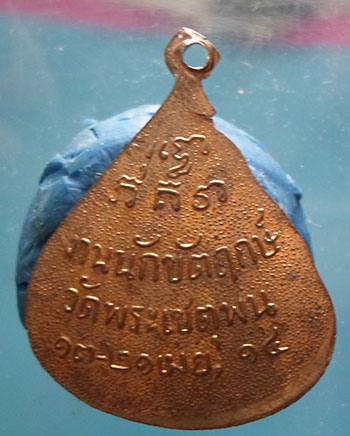 งานนักขัตฤกษ์
วัดพระเชตุพน
๑๓-๒๑เมย, ๑๔